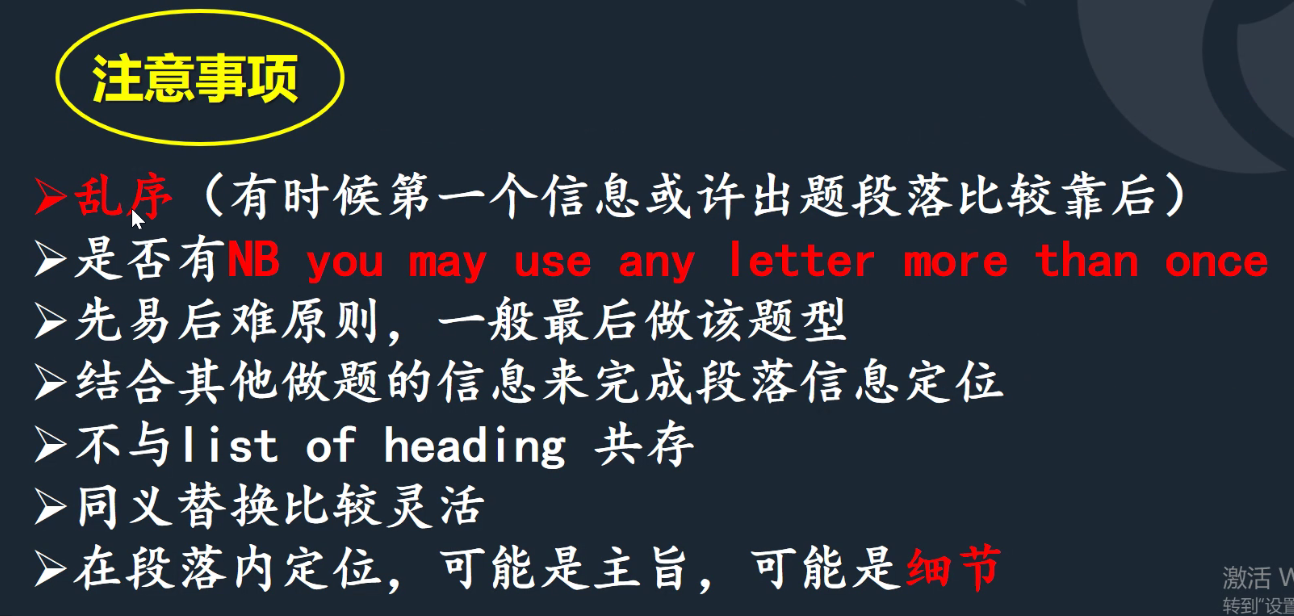 注意事项
➢乱序（有时候第一个信息或许出题段落比较靠后）
➢是否有NB you may use any letter more than once
➢先易后难原则，一般最后做该题型
➢结合其他做题的信息来完成段落信息定位
➢不与list of heading 共存
➢同义替换比较灵活
➢在段落内定位，可能是主旨，可能是细节
激活 W
转到"设置